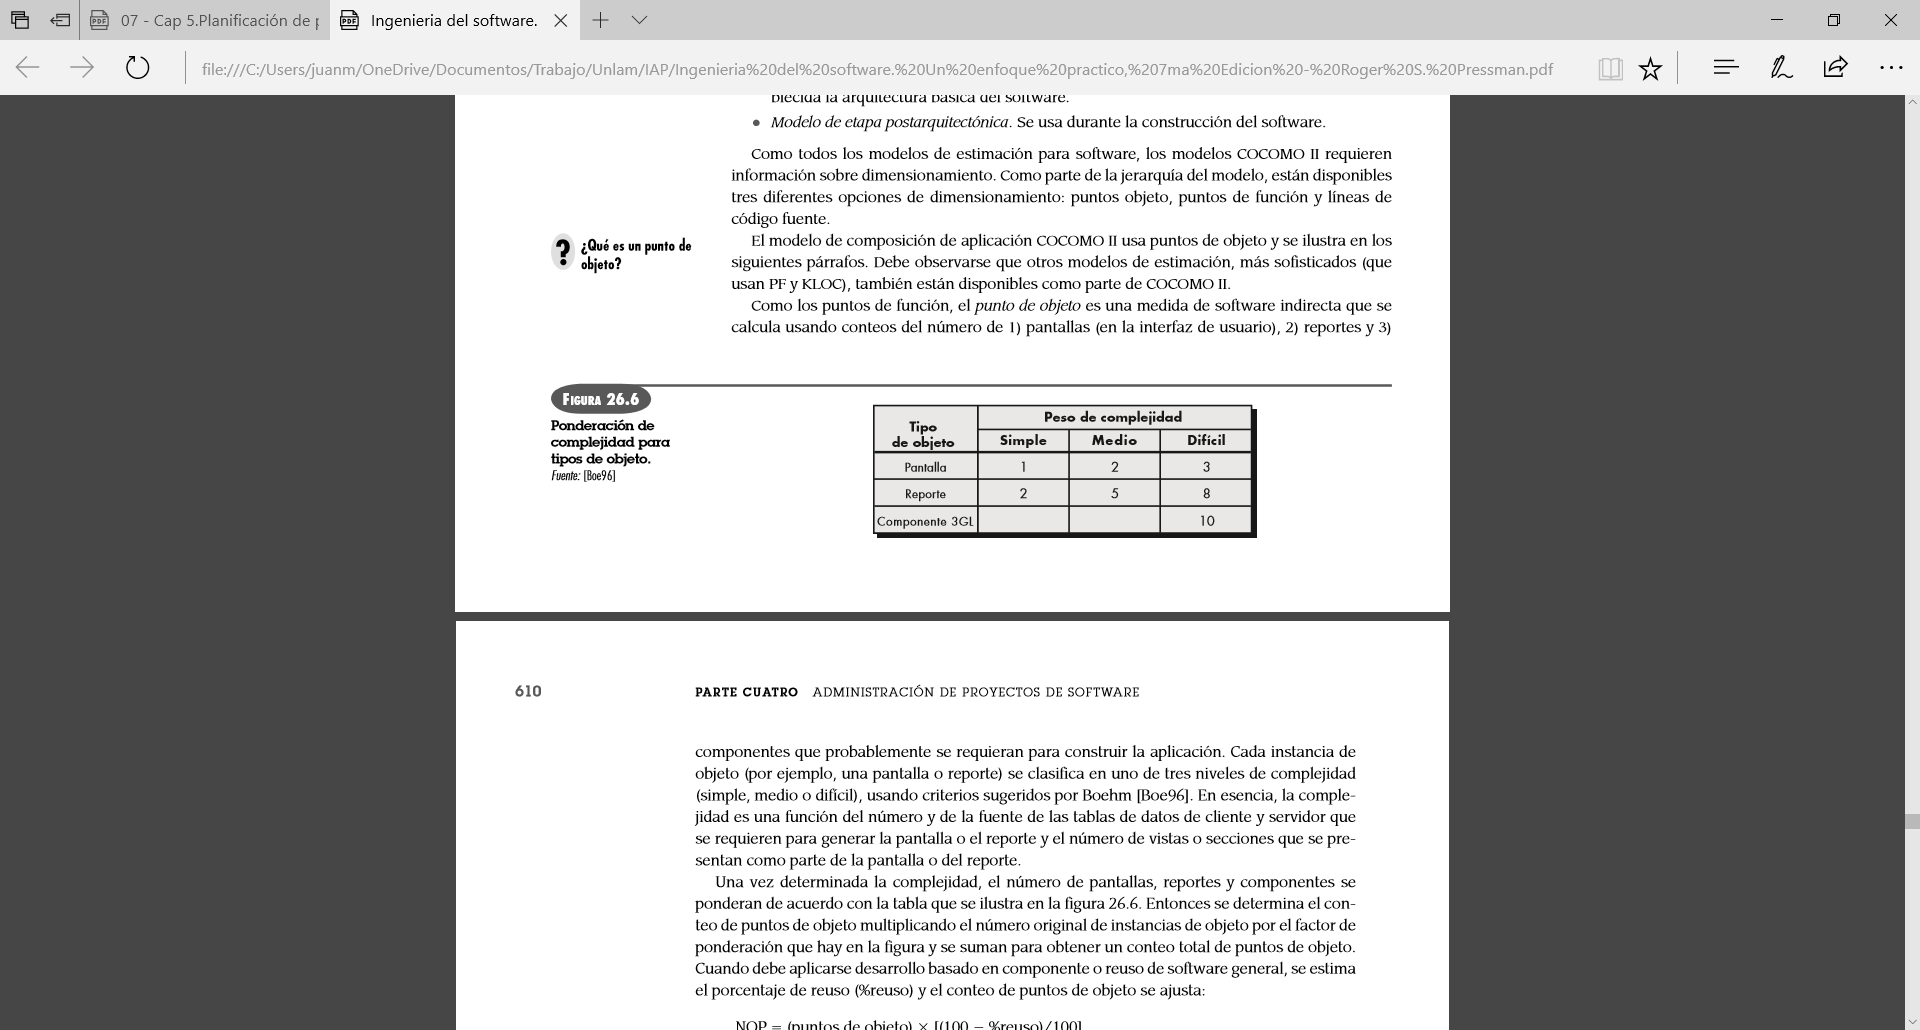 07 - Cap 5.Planificación de p
Ingenieria del software.
file:///C:/Users/juanm/OneDrive/Documentos/Trabajo/Unlam/IAP/Ingenieria%20del%20software.%20Un%20enfoque%20practico,%207ma%20Edicion%20-%20Roger%20S.%20Pressman.pdf
blecida la arquitectura básica del software.
• Modelo de etapa postarquitectónica. Se usa durante la construcción del software.
Como todos los modelos de estimación para software, los modelos COCOMO II requieren
información sobre dimensionamiento. Como parte de la jerarquía del modelo, están disponibles
tres diferentes opciones de dimensionamiento: puntos objeto, puntos de función y líneas de
código fuente.
? ¿Qué es un punto de
objeto?
El modelo de composición de aplicación COCOMO II usa puntos de objeto y se ilustra en los
siguientes párrafos. Debe observarse que otros modelos de estimación, más sofisticados (que
usan PF y KLOC), también están disponibles como parte de COCOMO II.
Como los puntos de función, el punto de objeto es una medida de software indirecta que se
calcula usando conteos del número de 1) pantallas (en la interfaz de usuario), 2) reportes y 3)
FIGURA 26.6
Ponderación de
complejidad para
tipos de objeto.
Fuente: [Boe96]
Tipo
de objeto
Peso de complejidad
Simple Medio Difícil
Pantalla 1 2 3
Reporte 2 5 8
Componente 3GL 10
610 PARTE CUATRO ADMINISTRACIÓN DE PROYECTOS DE SOFTWARE
componentes que probablemente se requieran para construir la aplicación. Cada instancia de
objeto (por ejemplo, una pantalla o reporte) se clasifica en uno de tres niveles de complejidad
(simple, medio o difícil), usando criterios sugeridos por Boehm [Boe96]. En esencia, la comple-
jidad es una función del número y de la fuente de las tablas de datos de cliente y servidor que
se requieren para generar la pantalla o el reporte y el número de vistas o secciones que se pre-
sentan como parte de la pantalla o del reporte.
Una vez determinada la complejidad, el número de pantallas, reportes y componentes se
ponderan de acuerdo con la tabla que se ilustra en la figura 26.6. Entonces se determina el con-
teo de puntos de objeto multiplicando el número original de instancias de objeto por el factor de
ponderación que hay en la figura y se suman para obtener un conteo total de puntos de objeto.
Cuando debe aplicarse desarrollo basado en componente o reuso de software general, se estima
el porcentaje de reuso (%reuso) y el conteo de puntos de objeto se ajusta:
NOP = (puntos de objeto) × [(100 − %reuso)/100]